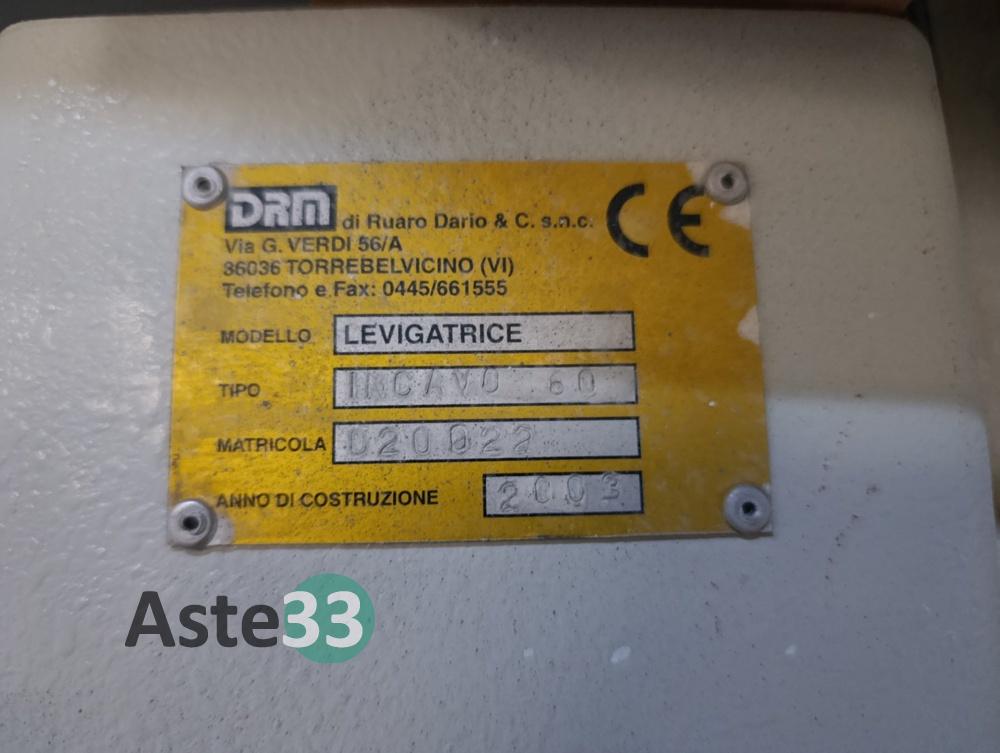 DRM di Ruaro Dario & C. s.n.c. CE
Via G. VERDI 56/A
36036 TORREBELVICINO (VI)
Telefono e Fax: 0445/661555
MODELLO LEVIGATRICE
TIPO INCAVO 60
MATRICOLA 020022
ANNO DI COSTRUZIONE 2003
Aste33